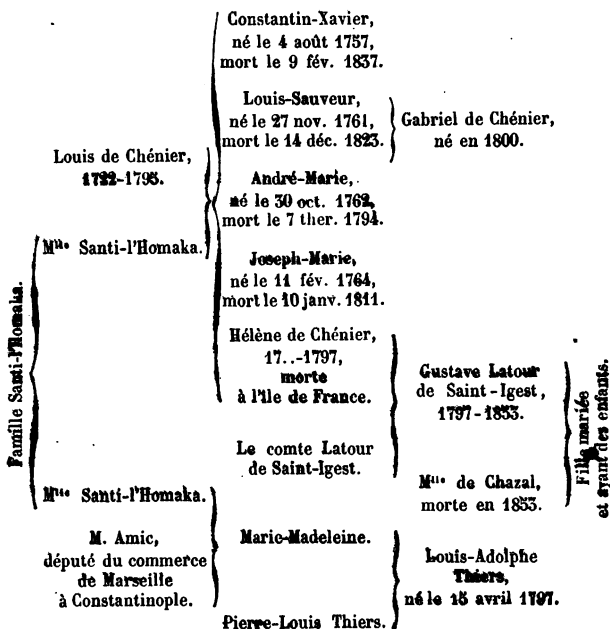 Famille Santi-l'Homaka.
Louis de Chénier,
1722-1795.
Mlle Santi-l'Homaka.
Mlle Santi-l'Homaka.
M. Amic,
député du commerce
de Marseille
à Constantinople.
Constantin-Xavier,
né le 4 août 1757,
mort le 9 fév. 1837.
Louis-Sauveur,
né le 27 nov. 1761,
mort le 14 déc. 1823.
André-Marie,
né le 30 oct. 1762,
mort le 7 ther. 1794.
Joseph-Marie,
né le 11 fév. 1764,
mort le 10 janv. 1811.
Hélène de Chénier,
17..-1797,
morte
à l'île de France.
Le comte Latour
de Saint-Igest.
Marie-Madeleine.
Pierre-Louis Thiers.
Gabriel de Chénier,
né en 1800.
Gustave Latour
de Saint-Igest,
1797-1853.
Mlle de Chazal,
morte en 1853.
Louis-Adolphe
Thiers,
né le 15 avril 1797.
Fille mariée
et ayant des enfants.